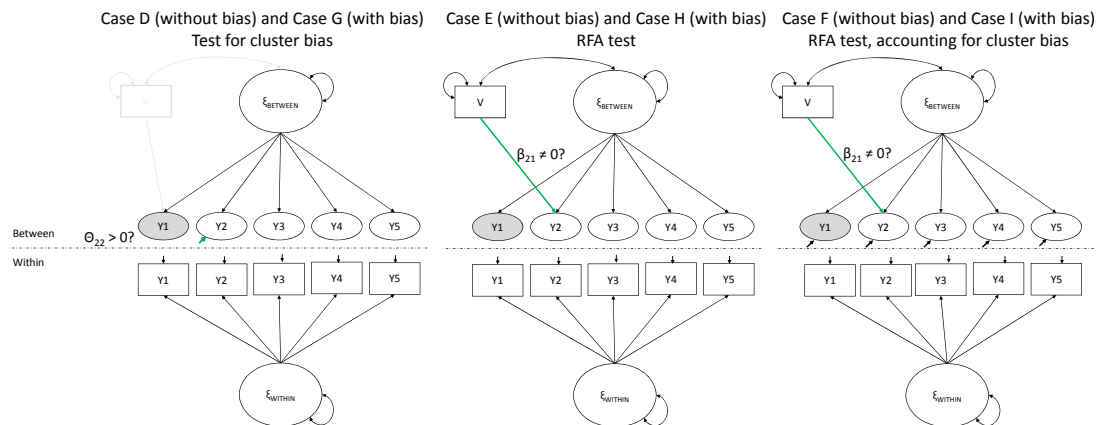 Case D (without bias) and Case G (with bias)
Test for cluster bias
V
ξBETWEEN
Θ22 > 0?
Y1 Y2 Y3 Y4 Y5
Between
Within
Y1 Y2 Y3 Y4 Y5
ξWITHIN
Case E (without bias) and Case H (with bias)
RFA test
V
ξBETWEEN
β21 ≠ 0?
Y1 Y2 Y3 Y4 Y5
Y1 Y2 Y3 Y4 Y5
ξWITHIN
Case F (without bias) and Case I (with bias)
RFA test, accounting for cluster bias
V
ξBETWEEN
β21 ≠ 0?
Y1 Y2 Y3 Y4 Y5
Y1 Y2 Y3 Y4 Y5
ξWITHIN